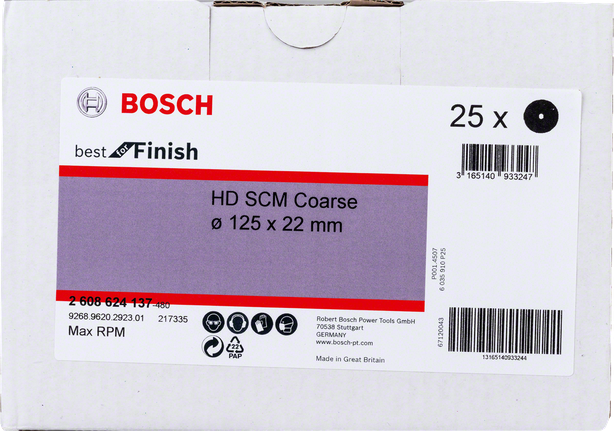 BOSCH
25 x
best for Finish
3 165140 933247
HD SCM Coarse
ø 125 x 22 mm
P001.4507
6 035 910 P25
2 608 624 137-480
9268.9620.2923.01 217335
Max RPM
Robert Bosch Power Tools GmbH
70538 Stuttgart
GERMANY
www.bosch-pt.com
Made in Great Britain
22
PAP
67120043
13165140933244